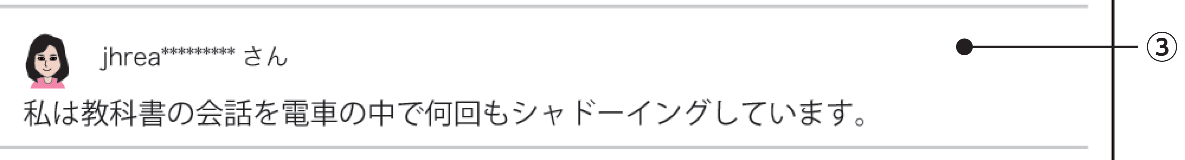 jhrea********* さん
③
私は教科書の会話を電車の中で何回もシャドーイングしています。